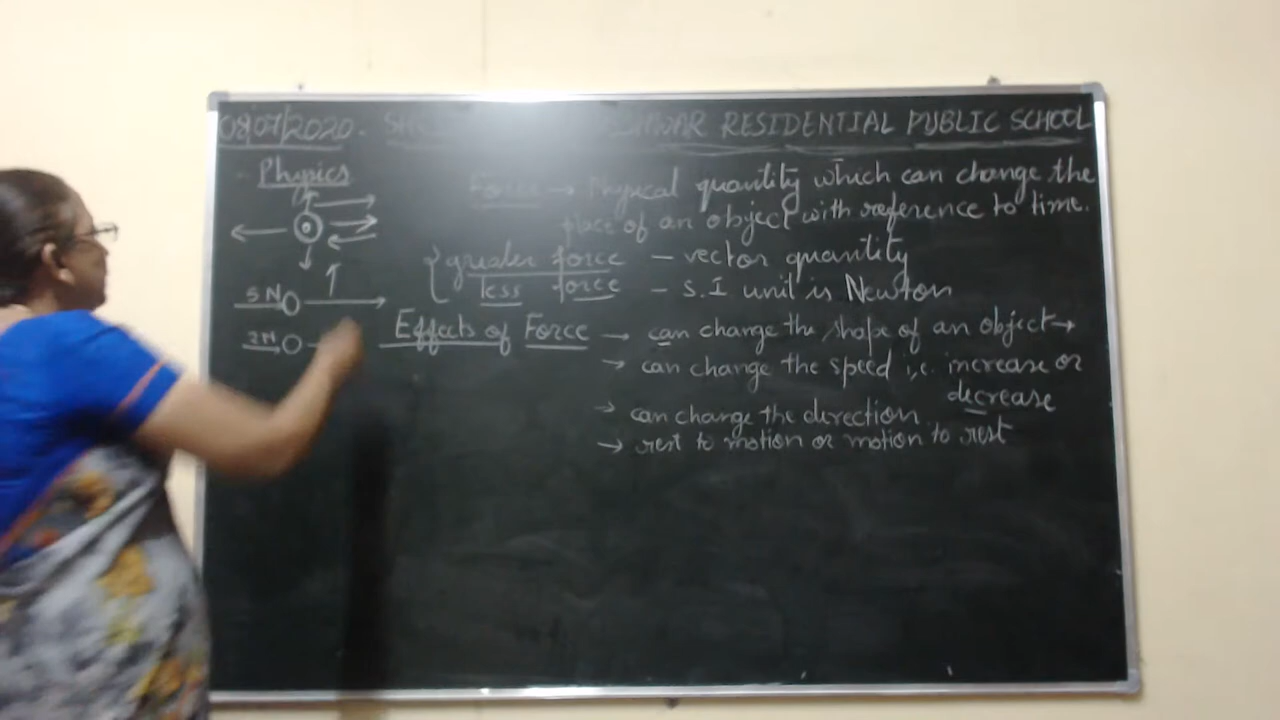 08/07/2020. RESIDENTIAL PUBLIC SCHOOL
Physics
Force → Physical quantity which can change the
place of an object with reference to time.
greater force — vector quantity
less force — S.I unit is Newton
5 N
2 N
Effects of Force → can change the shape of an object →
→ can change the speed i,e. increase or
decrease
→ can change the direction
→ rest to motion or motion to rest